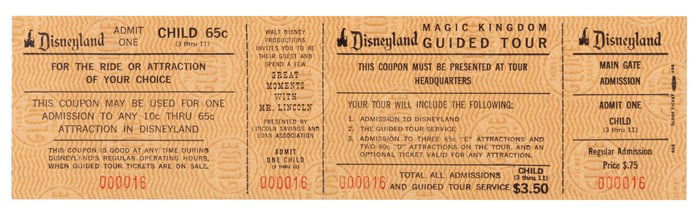 Disneyland
ADMIT ONE
CHILD 65c
(3 thru 11)
FOR THE RIDE OR ATTRACTION
OF YOUR CHOICE
THIS COUPON MAY BE USED FOR ONE
ADMISSION TO ANY 10c THRU 65c
ATTRACTION IN DISNEYLAND
THIS COUPON IS GOOD AT ANY TIME DURING
DISNEYLAND'S REGULAR OPERATING HOURS,
WHEN GUIDED TOUR TICKETS ARE ON SALE.
000016
WALT DISNEY
PRODUCTIONS
INVITES YOU TO BE
THEIR GUEST AND
SPEND A FEW
GREAT
MOMENTS
WITH
MR. LINCOLN
PRESENTED BY
LINCOLN SAVINGS AND
LOAN ASSOCIATION
ADMIT
ONE CHILD
(3 thru 11)
000016
Disneyland
MAGIC KINGDOM
GUIDED TOUR
THIS COUPON MUST BE PRESENTED AT TOUR
HEADQUARTERS
YOUR TOUR WILL INCLUDE THE FOLLOWING:
1. ADMISSION TO DISNEYLAND
2. THE GUIDED TOUR SERVICE
3. ADMISSION TO THREE 65c "E" ATTRACTIONS AND
TWO 50c "D" ATTRACTIONS ON THE TOUR, AND AN
OPTIONAL TICKET VALID FOR ANY ATTRACTION.
000016
TOTAL ALL ADMISSIONS
AND GUIDED TOUR SERVICE
CHILD
(3 thru 11)
$3.50
Disneyland
MAIN GATE
ADMISSION
ADMIT ONE
CHILD
(3 thru 11)
Regular Admission
Price $.75
000016